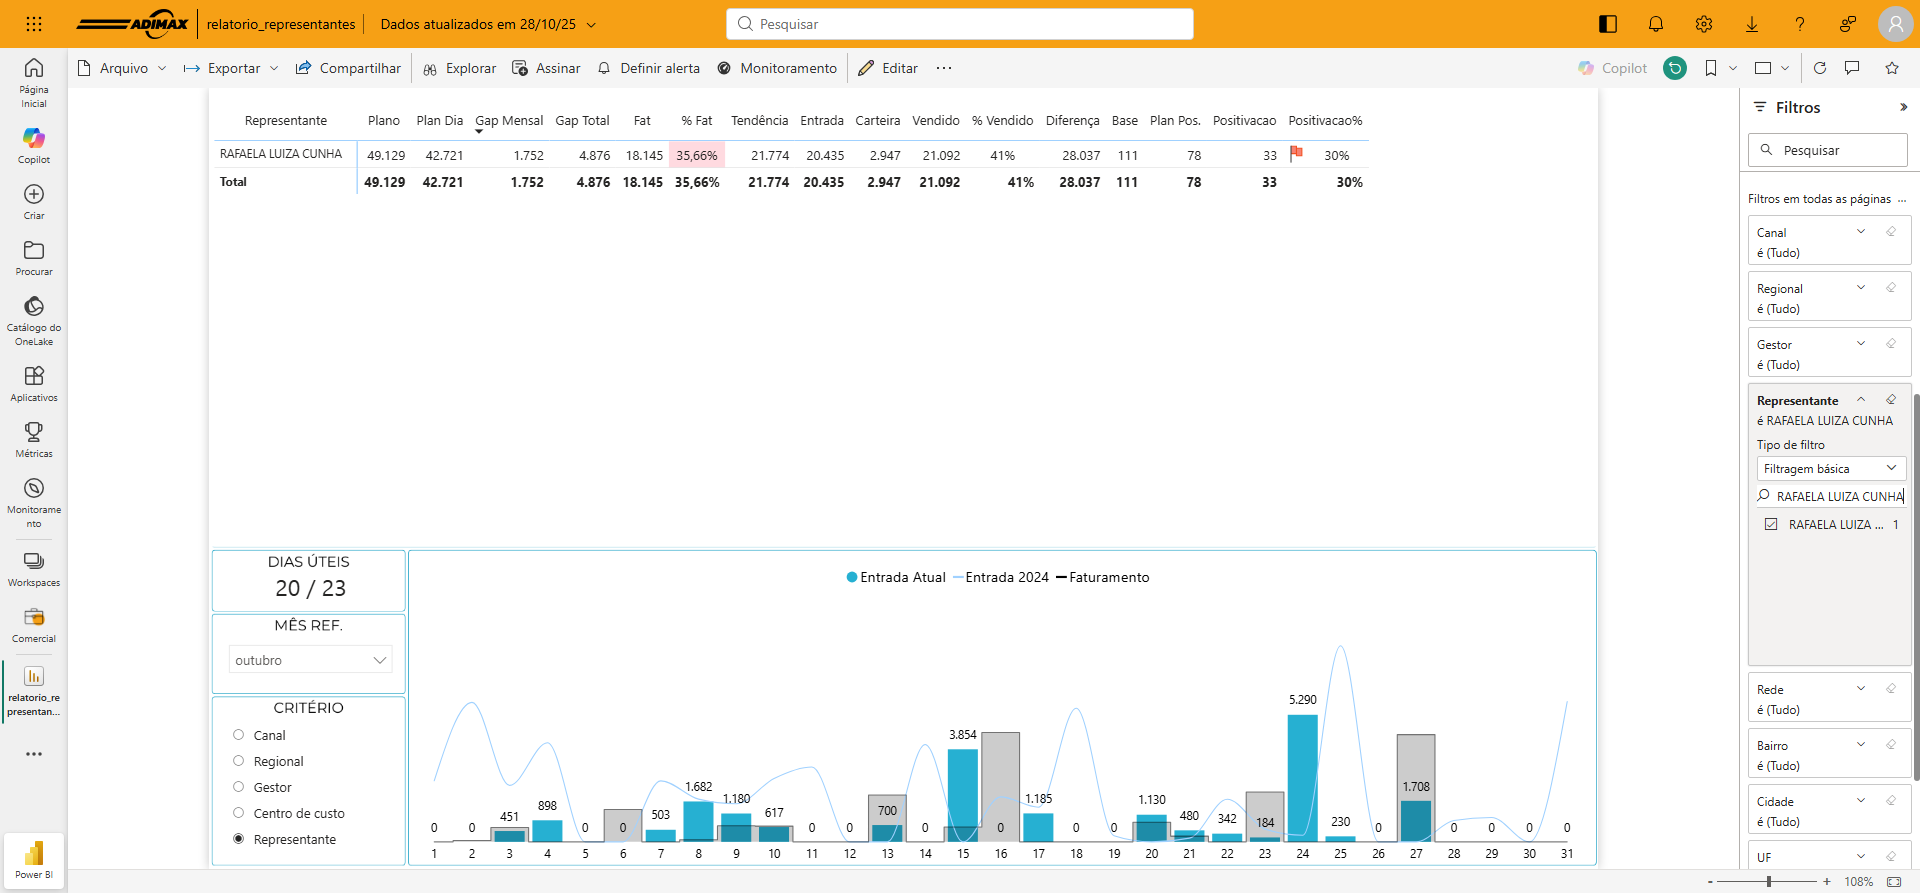 ADIMAX
relatorio_representantes
Dados atualizados em 28/10/25
Pesquisar
Arquivo
Exportar
Compartilhar
Explorar
Assinar
Definir alerta
Monitoramento
Editar
Copilot
Página
Inicial
Copilot
Criar
Procurar
Catálogo do
OneLake
Aplicativos
Métricas
Monitorame
nto
Workspaces
Comercial
relatorio_re
presentan...
Power BI
Representante Plano Plan Dia Gap Mensal Gap Total Fat % Fat Tendência Entrada Carteira Vendido % Vendido Diferença Base Plan Pos. Positivacao Positivacao%
RAFAELA LUIZA CUNHA 49.129 42.721 1.752 4.876 18.145 35,66% 21.774 20.435 2.947 21.092 41% 28.037 111 78 33 30%
Total 49.129 42.721 1.752 4.876 18.145 35,66% 21.774 20.435 2.947 21.092 41% 28.037 111 78 33 30%
DIAS ÚTEIS
20 / 23
MÊS REF.
outubro
CRITÉRIO
Canal
Regional
Gestor
Centro de custo
Representante
Entrada Atual Entrada 2024 Faturamento
0 0 451 898 0 0 503 1.682 1.180 617 0 0 700 0 3.854 0 1.185 0 0 1.130 480 342 184 5.290 230 0 1.708 0 0 0 0
1 2 3 4 5 6 7 8 9 10 11 12 13 14 15 16 17 18 19 20 21 22 23 24 25 26 27 28 29 30 31
Filtros
Pesquisar
Filtros em todas as páginas ...
Canal
é (Tudo)
Regional
é (Tudo)
Gestor
é (Tudo)
Representante
é RAFAELA LUIZA CUNHA
Tipo de filtro
Filtragem básica
RAFAELA LUIZA CUNHA
RAFAELA LUIZA ... 1
Rede
é (Tudo)
Bairro
é (Tudo)
Cidade
é (Tudo)
UF
- + 108%